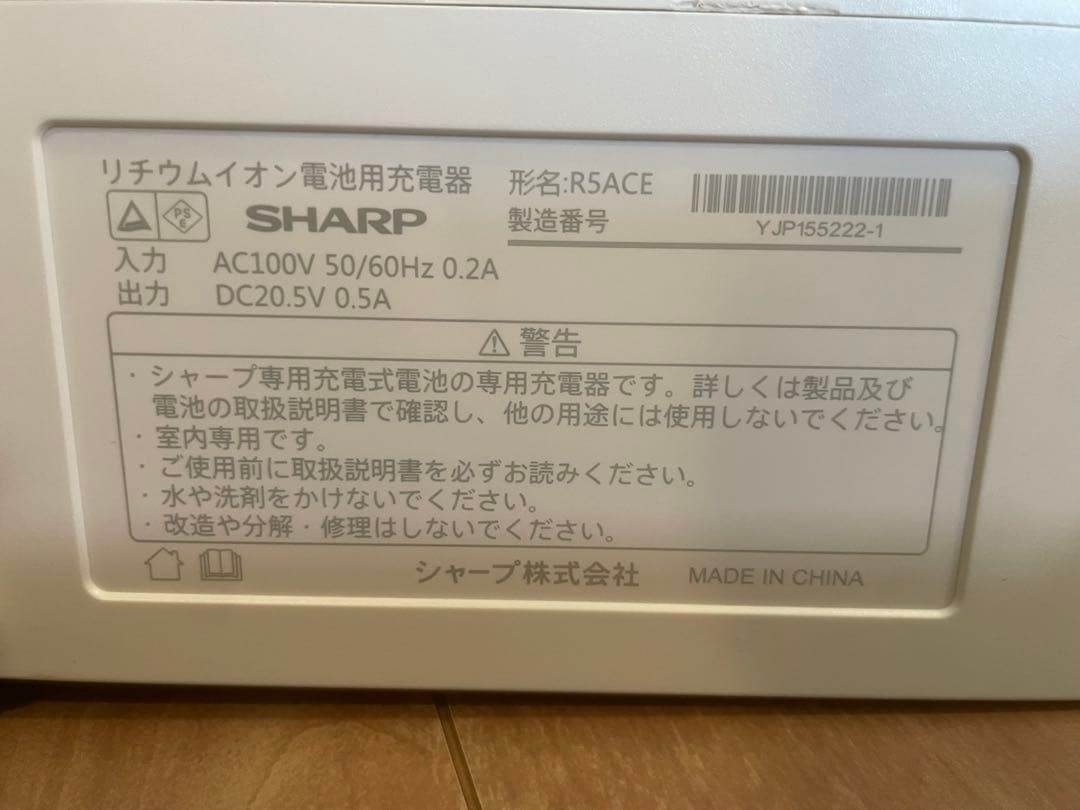 リチウムイオン電池用充電器
形名:R5ACE
PS
E
SHARP
製造番号
YJP155222-1
入力 AC100V 50/60Hz 0.2A
出力 DC20.5V 0.5A
警告
・シャープ専用充電式電池の専用充電器です。詳しくは製品及び
電池の取扱説明書で確認し、他の用途には使用しないでください。
・室内専用です。
・ご使用前に取扱説明書を必ずお読みください。
・水や洗剤をかけないでください。
・改造や分解・修理はしないでください。
シャープ株式会社 MADE IN CHINA